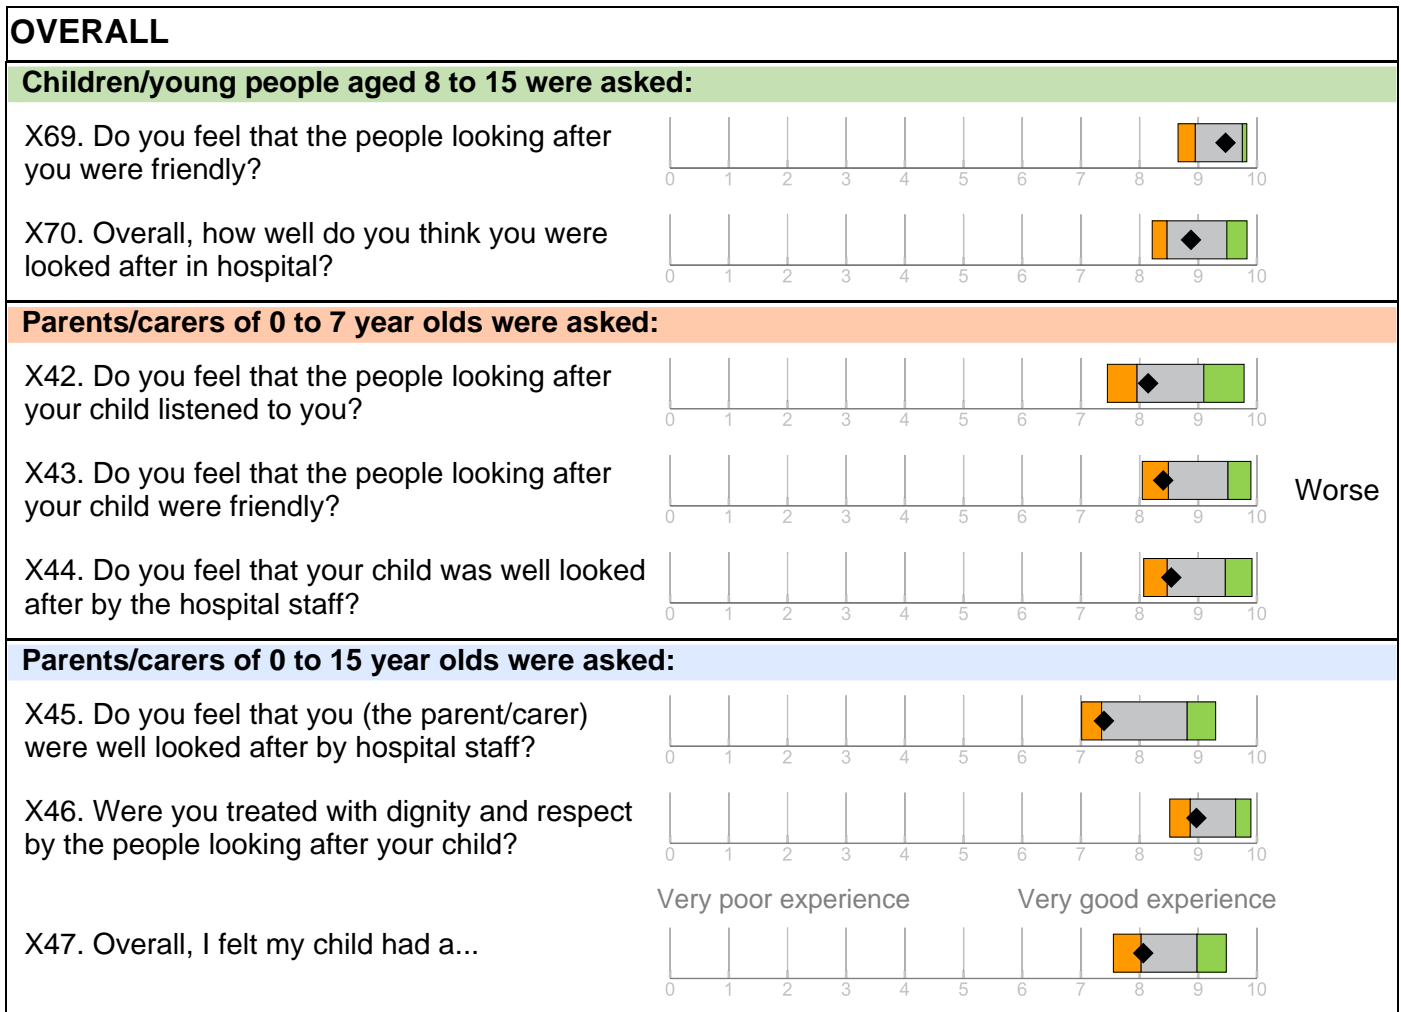 OVERALL
Children/young people aged 8 to 15 were asked:
X69. Do you feel that the people looking after
you were friendly?
0 1 2 3 4 5 6 7 8 9 10
X70. Overall, how well do you think you were
looked after in hospital?
0 1 2 3 4 5 6 7 8 9 10
Parents/carers of 0 to 7 year olds were asked:
X42. Do you feel that the people looking after
your child listened to you?
0 1 2 3 4 5 6 7 8 9 10
X43. Do you feel that the people looking after
your child were friendly?
Worse
0 1 2 3 4 5 6 7 8 9 10
X44. Do you feel that your child was well looked
after by the hospital staff?
0 1 2 3 4 5 6 7 8 9 10
Parents/carers of 0 to 15 year olds were asked:
X45. Do you feel that you (the parent/carer)
were well looked after by hospital staff?
0 1 2 3 4 5 6 7 8 9 10
X46. Were you treated with dignity and respect
by the people looking after your child?
0 1 2 3 4 5 6 7 8 9 10
Very poor experience Very good experience
X47. Overall, I felt my child had a...
0 1 2 3 4 5 6 7 8 9 10